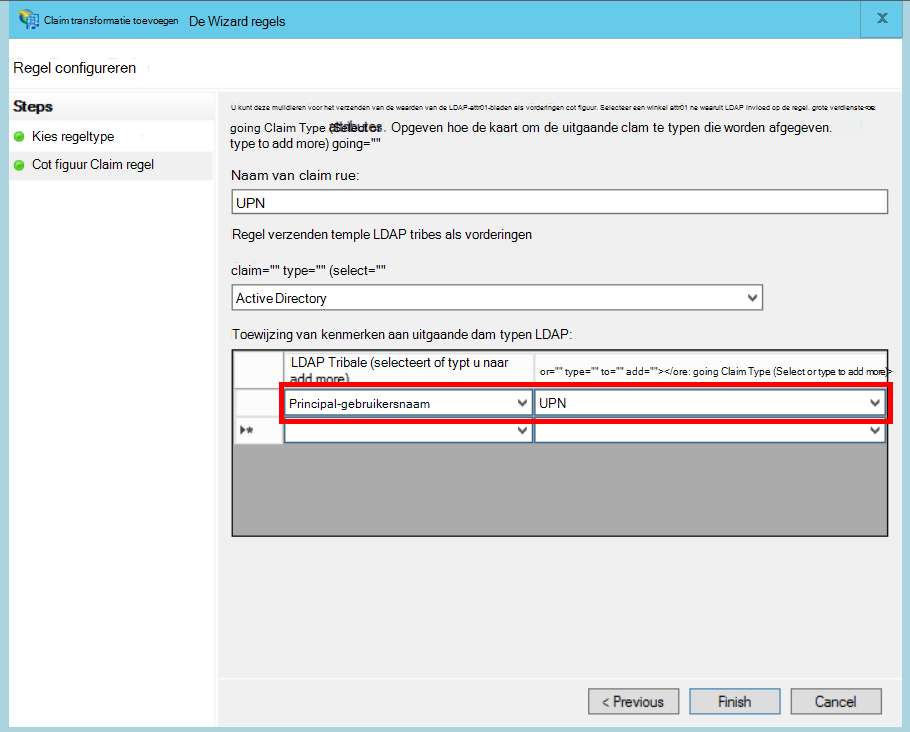 Claim transformatie toevoegen De Wizard regels
X
Regel configureren
Steps
Kies regeltype
Cot figuur Claim regel
U kunt deze mulidieren voor het verzenden van de waarden van de LDAP-attr01-bladen als vorderingen cot figuur. Selecteer een winkel attr01 ne waaruit LDAP invloed op de regel. grote verdienste<e:
going Claim Type Opgeven hoe de kaart om de uitgaande clam te typen die worden afgegeven.
type to add more) going=""
Naam van claim rue:
UPN
Regel verzenden temple LDAP tribes als vorderingen
claim="" type="" (select=""
Active Directory
Toewijzing van kenmerken aan uitgaande dam typen LDAP:
LDAP Tribale (selecteert of typt u naar
add more)
or="" type="" to="" add=""></ore: going Claim Type (Select or type to add more)>
Principal-gebruikersnaam
UPN
< Previous
Finish
Cancel